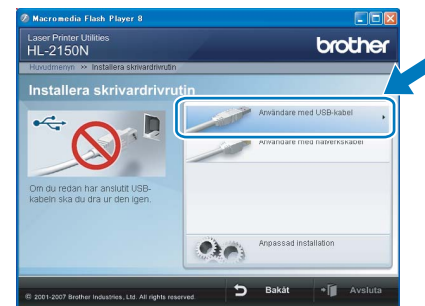 Macromedia Flash Player 8
Laser Printer Utilities
HL-2150N
brother
Huvudmenyn >> Installera skrivardrivrutin
Installera skrivardrivrutin
Användare med USB-kabel
Användare med nätverkskabel
Om du redan har anslutit USB-
kabeln ska du dra ur den igen.
Anpassad installation
© 2001-2007 Brother Industries, Ltd. All rights reserved.
Bakåt
Avsluta